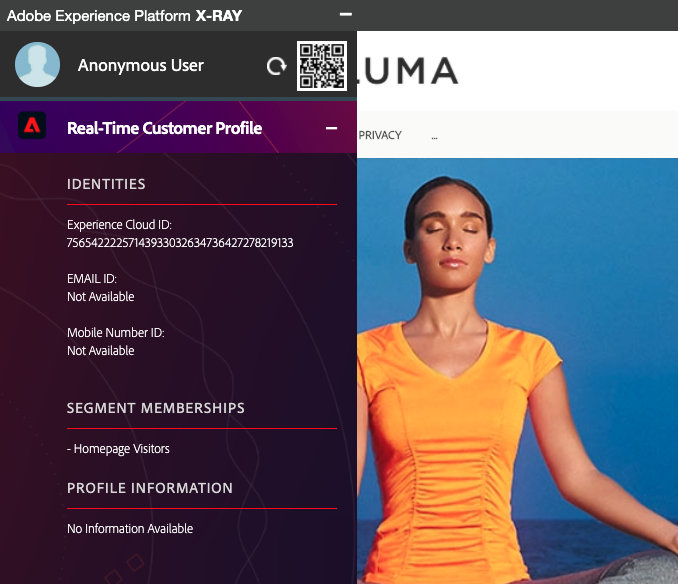 Adobe Experience Platform X-RAY
Anonymous User
Real-Time Customer Profile
IDENTITIES
Experience Cloud ID:
75654222257143933032634736427278219133
EMAIL ID:
Not Available
Mobile Number ID:
Not Available
SEGMENT MEMBERSHIPS
- Homepage Visitors
PROFILE INFORMATION
No Information Available
LUMA
PRIVACY
...